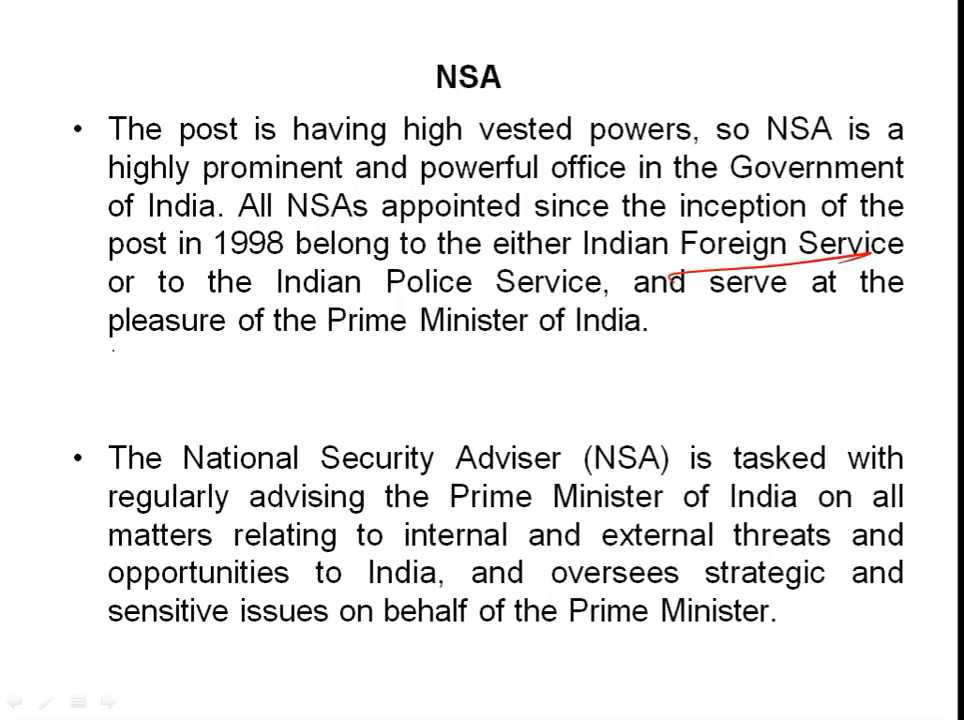 NSA
• The post is having high vested powers, so NSA is a
highly prominent and powerful office in the Government
of India. All NSAs appointed since the inception of the
post in 1998 belong to the either Indian Foreign Service
or to the Indian Police Service, and serve at the
pleasure of the Prime Minister of India.
• The National Security Adviser (NSA) is tasked with
regularly advising the Prime Minister of India on all
matters relating to internal and external threats and
opportunities to India, and oversees strategic and
sensitive issues on behalf of the Prime Minister.